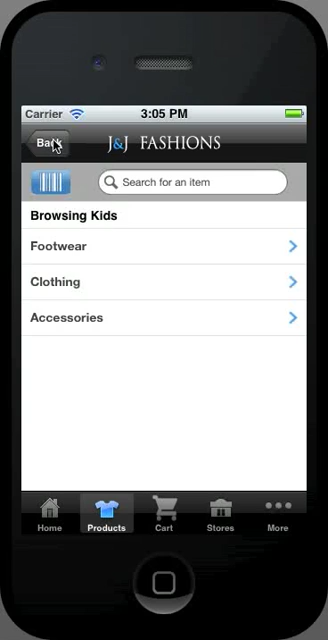 Carrier
3:05 PM
Back
J&J FASHIONS
Search for an item
Browsing Kids
Footwear
Clothing
Accessories
Home
Products
Cart
Stores
More